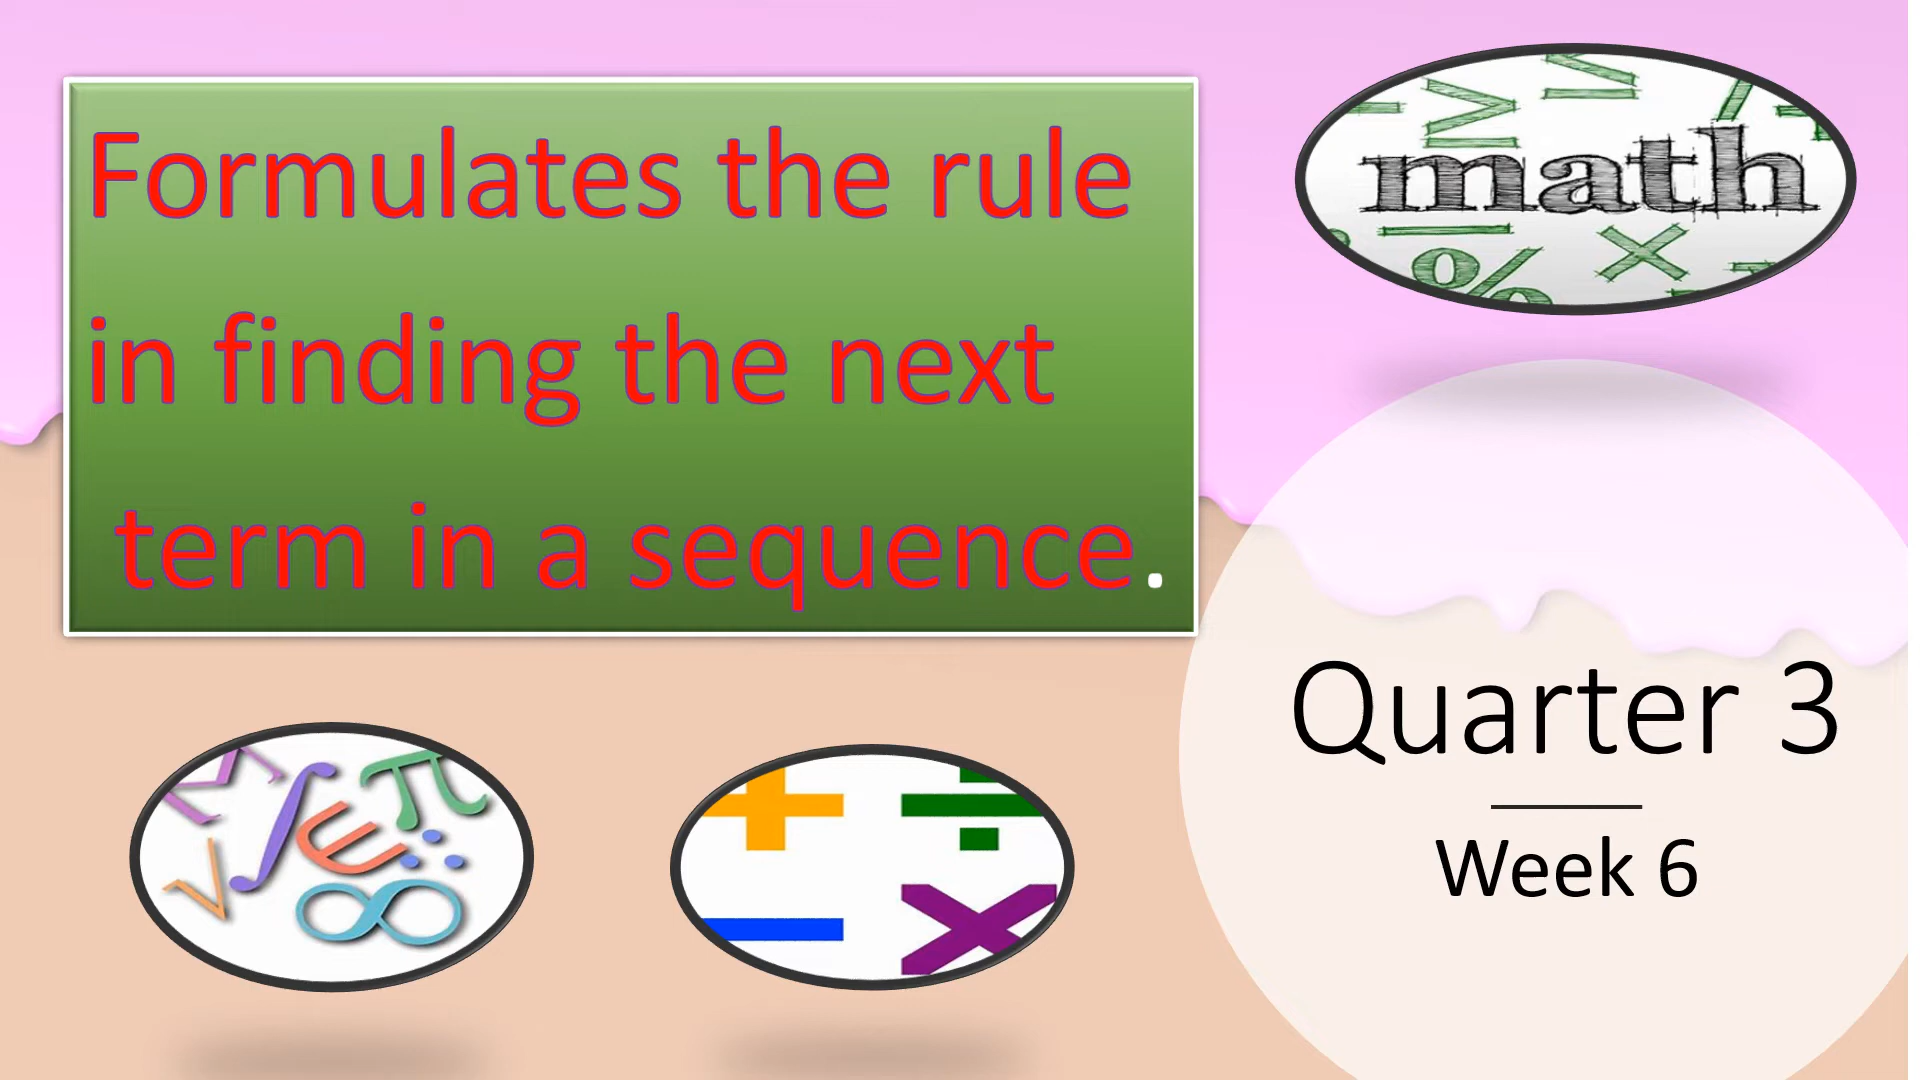 Formulates the rule
in finding the next
term in a sequence.
math
Quarter 3
Week 6